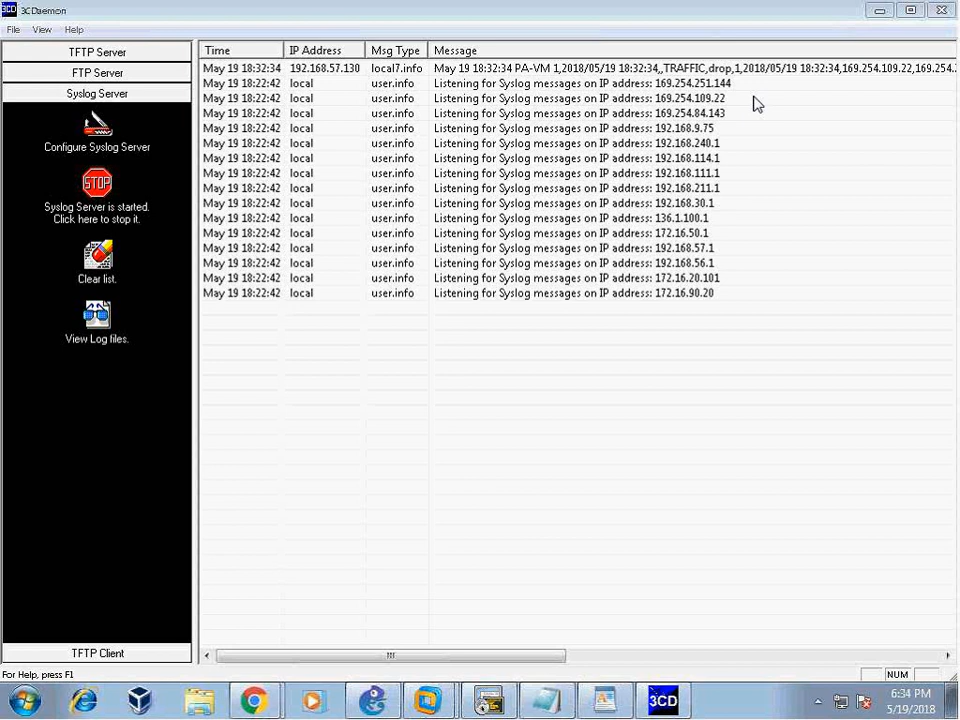 3CD 3CDaemon
File View Help
TFTP Server
FTP Server
Syslog Server
Configure Syslog Server
STOP
Syslog Server is started.
Click here to stop it.
Clear list.
View Log files.
TFTP Client
Time IP Address Msg Type Message
May 19 18:32:34 192.168.57.130 local7.info May 19 18:32:34 PA-VM 1,2018/05/19 18:32:34,,TRAFFIC,drop,1,2018/05/19 18:32:34,169.254.109.22,169.254.
May 19 18:22:42 local user.info Listening for Syslog messages on IP address: 169.254.251.144
May 19 18:22:42 local user.info Listening for Syslog messages on IP address: 169.254.109.22
May 19 18:22:42 local user.info Listening for Syslog messages on IP address: 169.254.84.143
May 19 18:22:42 local user.info Listening for Syslog messages on IP address: 192.168.9.75
May 19 18:22:42 local user.info Listening for Syslog messages on IP address: 192.168.240.1
May 19 18:22:42 local user.info Listening for Syslog messages on IP address: 192.168.114.1
May 19 18:22:42 local user.info Listening for Syslog messages on IP address: 192.168.111.1
May 19 18:22:42 local user.info Listening for Syslog messages on IP address: 192.168.211.1
May 19 18:22:42 local user.info Listening for Syslog messages on IP address: 192.168.30.1
May 19 18:22:42 local user.info Listening for Syslog messages on IP address: 136.1.100.1
May 19 18:22:42 local user.info Listening for Syslog messages on IP address: 172.16.50.1
May 19 18:22:42 local user.info Listening for Syslog messages on IP address: 192.168.57.1
May 19 18:22:42 local user.info Listening for Syslog messages on IP address: 192.168.56.1
May 19 18:22:42 local user.info Listening for Syslog messages on IP address: 172.16.20.101
May 19 18:22:42 local user.info Listening for Syslog messages on IP address: 172.16.90.20
For Help, press F1
NUM
3CD
6:34 PM
5/19/2018